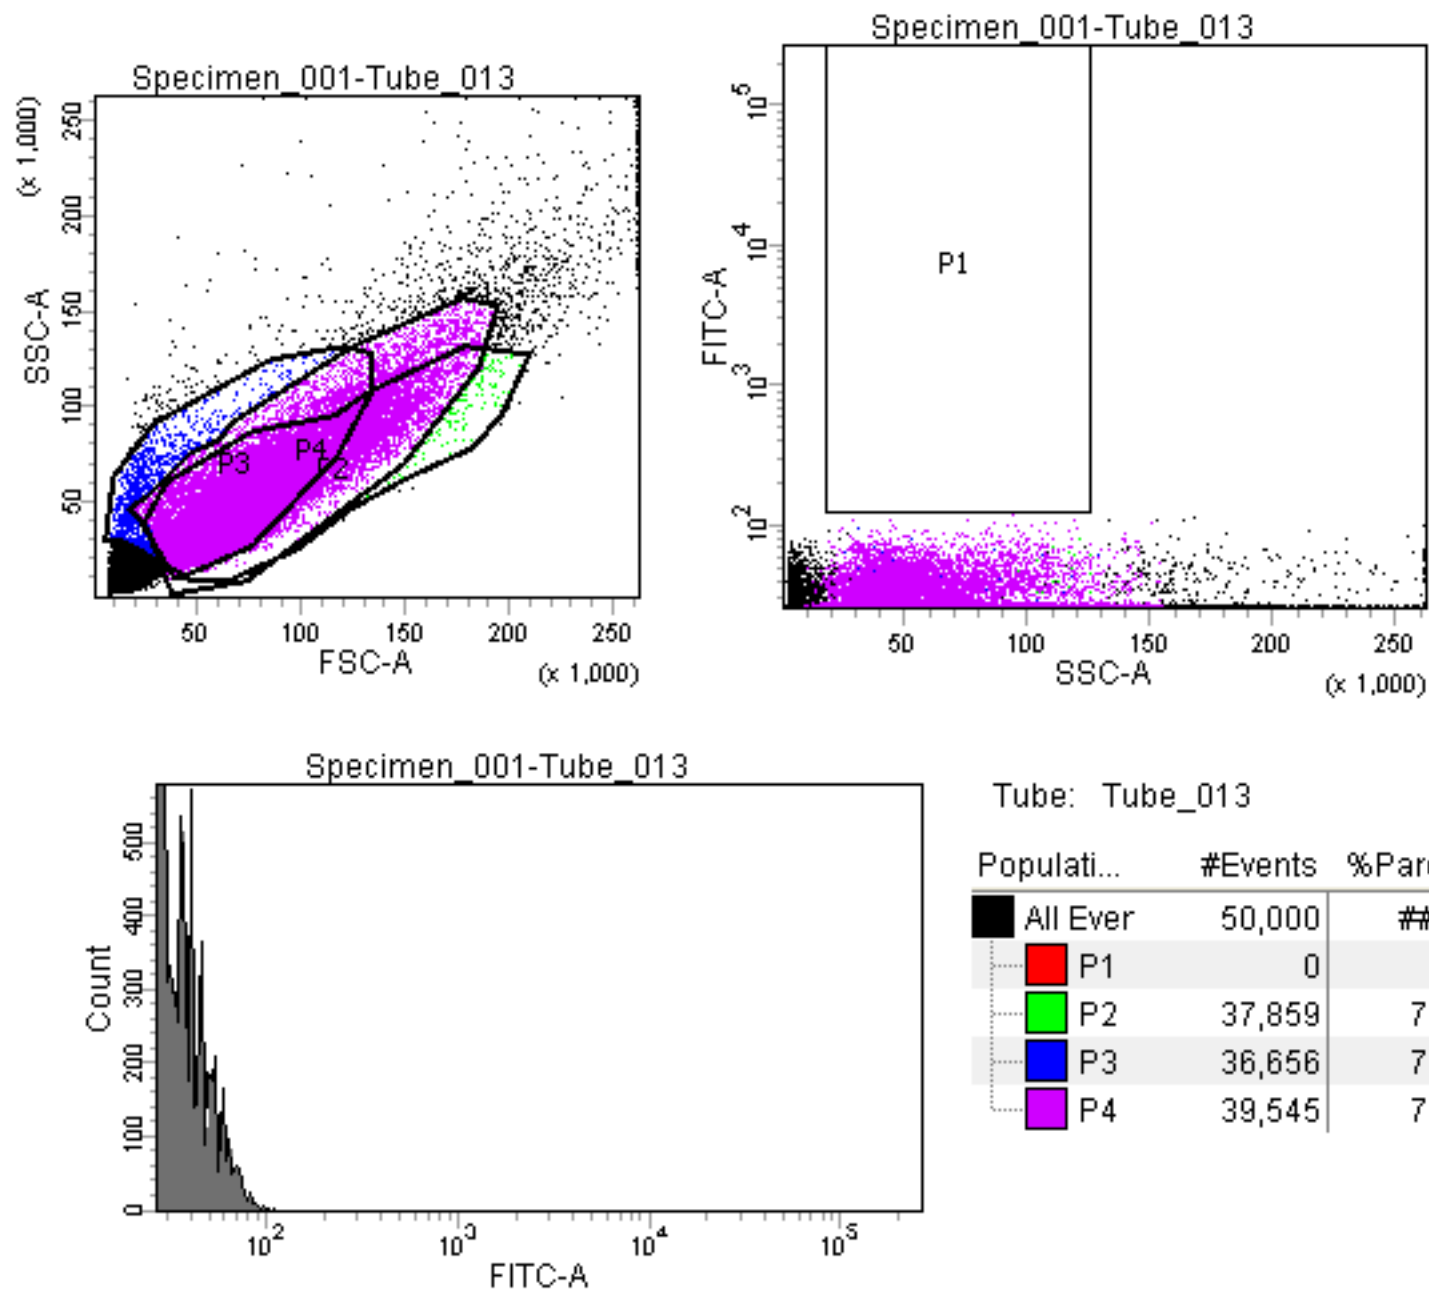 Specimen_001-Tube_013
(x 1,000)
250
200
150
100
50
SSC-A
P3
P4
P2
50 100 150 200 250
FSC-A
(x 1,000)
Specimen_001-Tube_013
10^5
10^4
10^3
10^2
FITC-A
P1
50 100 150 200 250
SSC-A
(x 1,000)
Specimen_001-Tube_013
500
400
300
200
100
0
Count
10^2 10^3 10^4 10^5
FITC-A
Tube: Tube_013
Populati... #Events %Pare
All Ever 50,000 ##
P1 0
P2 37,859 7
P3 36,656 7
P4 39,545 7